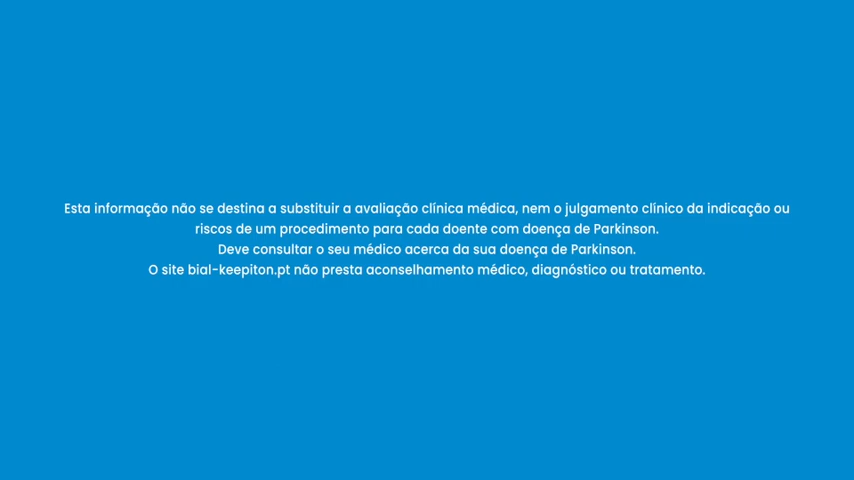 Esta informação não se destina a substituir a avaliação clínica médica, nem o julgamento clínico da indicação ou
riscos de um procedimento para cada doente com doença de Parkinson.
Deve consultar o seu médico acerca da sua doença de Parkinson.
O site bial-keepiton.pt não presta aconselhamento médico, diagnóstico ou tratamento.